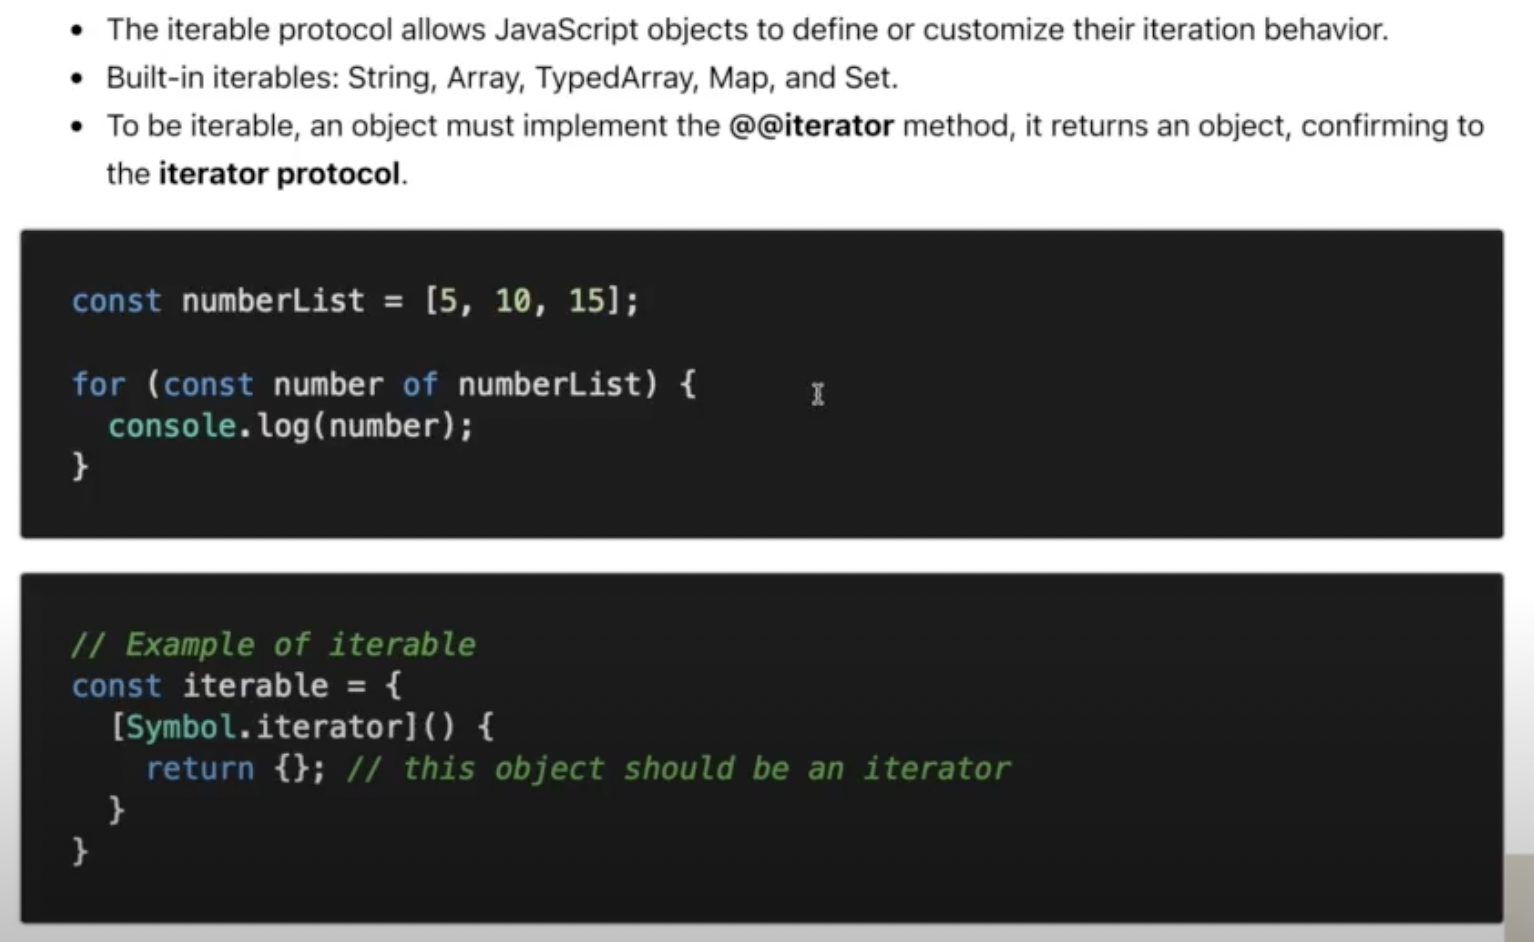 • The iterable protocol allows JavaScript objects to define or customize their iteration behavior.
• Built-in iterables: String, Array, TypedArray, Map, and Set.
• To be iterable, an object must implement the @@iterator method, it returns an object, confirming to
the iterator protocol.
const numberList = [5, 10, 15];
for (const number of numberList) {
  console.log(number);
}
// Example of iterable
const iterable = {
  [Symbol.iterator]() {
    return {}; // this object should be an iterator
  }
}